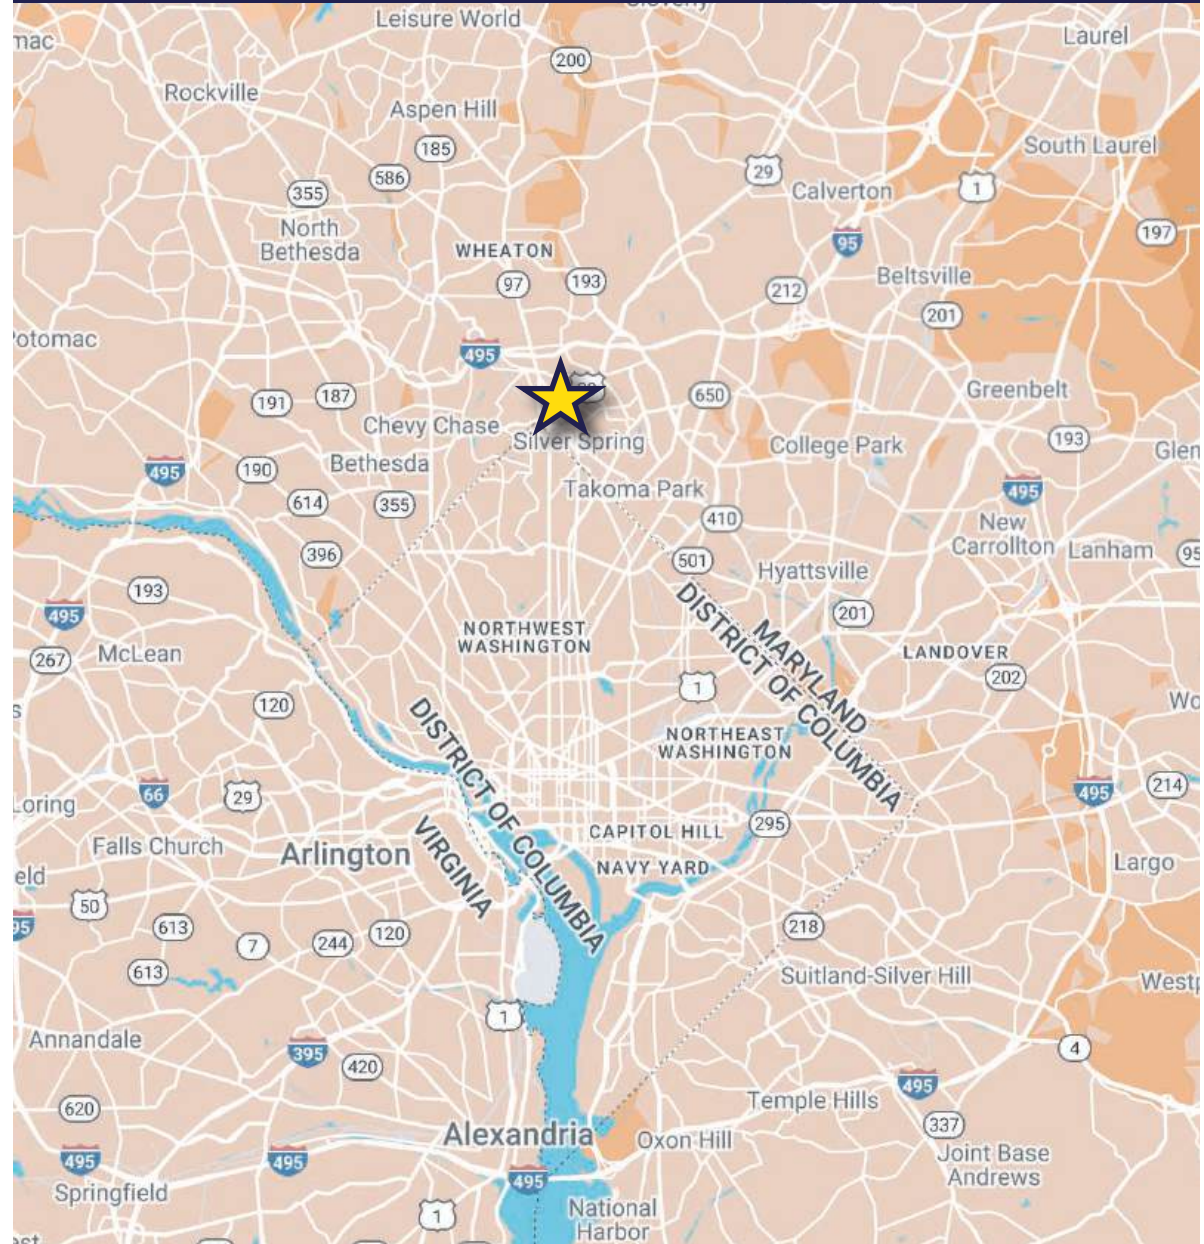 Leisure World
200
Laurel
Rockville
Aspen Hill
185
South Laurel
586
29
355
Calverton
1
North
Bethesda
WHEATON
95
197
97
193
212
Beltsville
201
495
191
187
650
Greenbelt
Chevy Chase
Silver Spring
193
College Park
495
190
Bethesda
614
355
Takoma Park
495
410
New
Carrollton
Lanham
396
501
Hyattsville
193
495
201
267
McLean
NORTHWEST
WASHINGTON
MARYLAND
DISTRICT OF COLUMBIA
LANDOVER
202
1
120
DISTRICT OF COLUMBIA
VIRGINIA
NORTHEAST
WASHINGTON
66
29
495
214
Falls Church
Arlington
CAPITOL HILL
295
NAVY YARD
Largo
50
613
7
244
120
218
613
Suitland-Silver Hill
1
Annandale
395
420
4
495
620
Temple Hills
337
Alexandria
Oxon Hill
Joint Base
Andrews
495
495
495
Springfield
1
National
Harbor